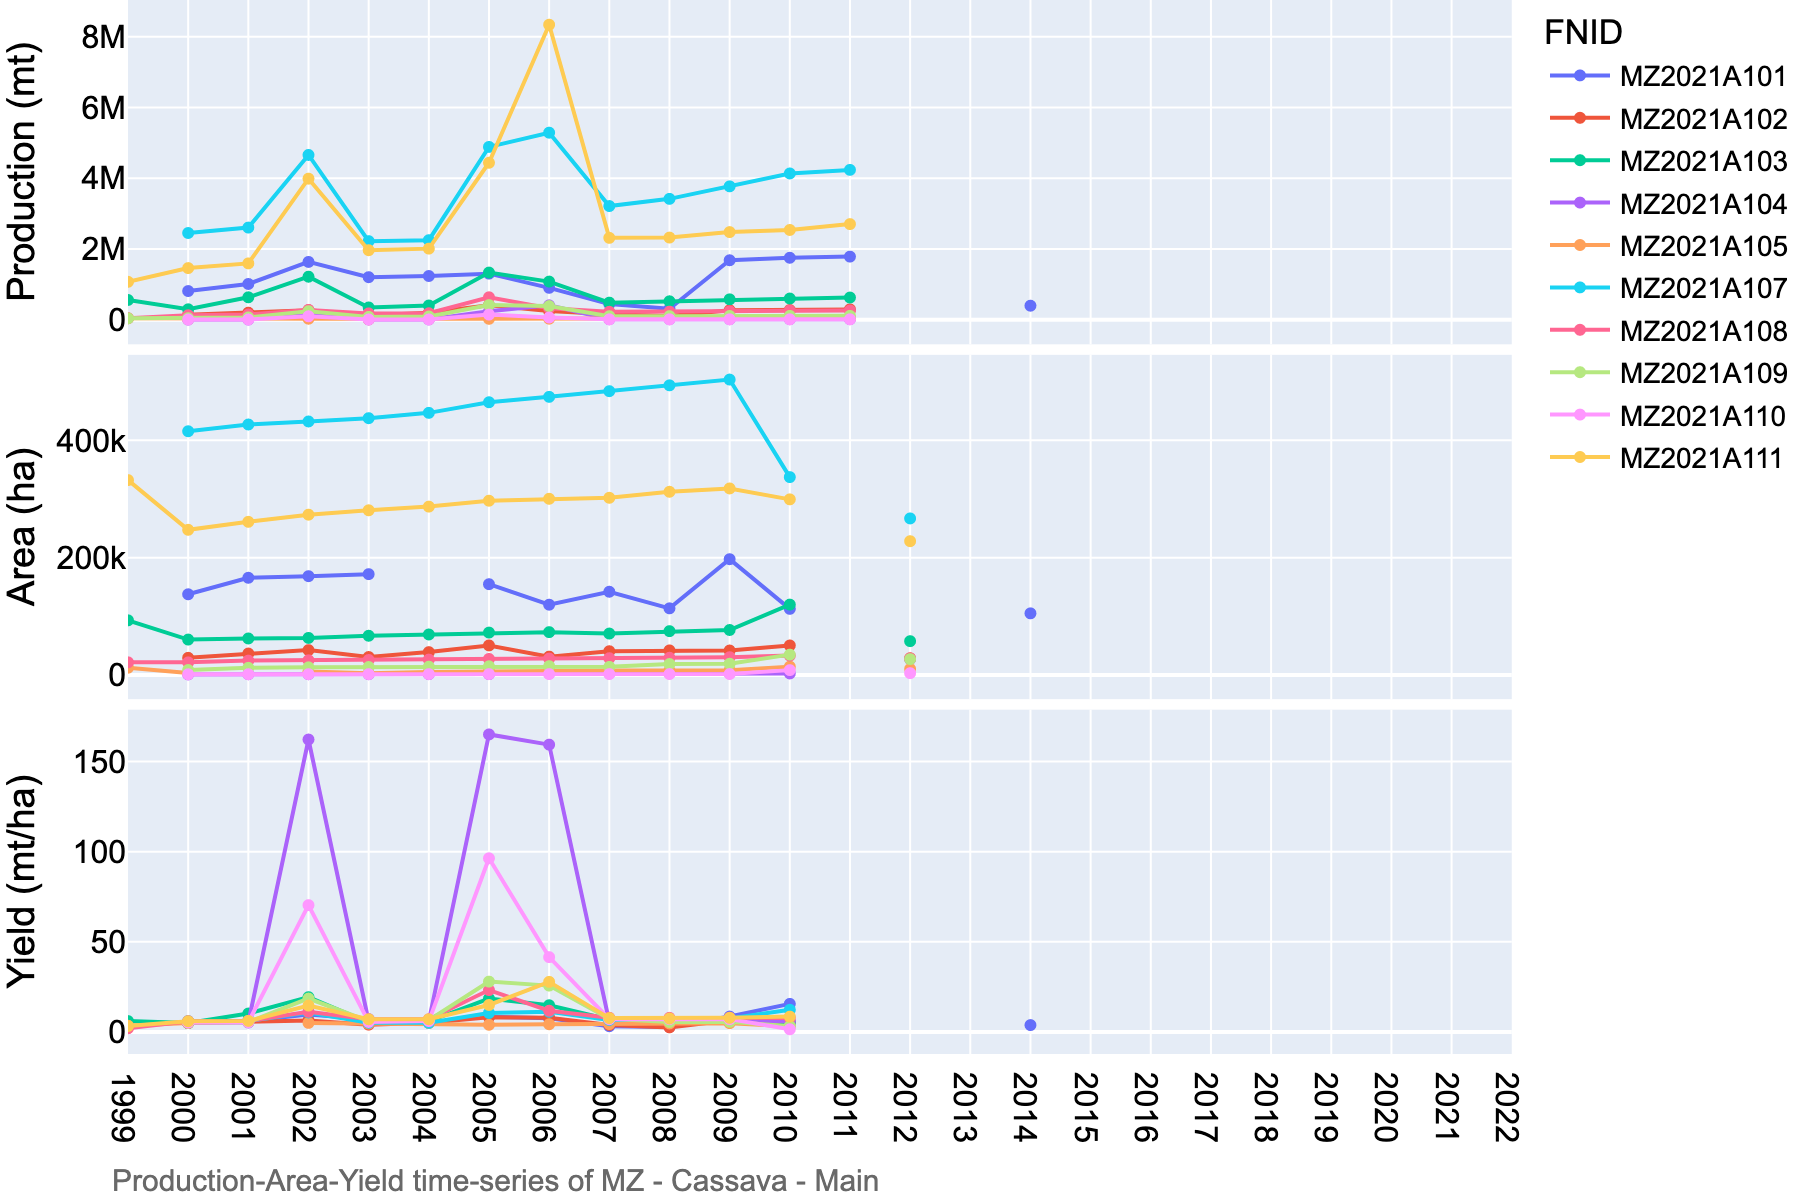 Production (mt)
8M
6M
4M
2M
0
Area (ha)
400k
200k
0
Yield (mt/ha)
150
100
50
0
1999
2000
2001
2002
2003
2004
2005
2006
2007
2008
2009
2010
2011
2012
2013
2014
2015
2016
2017
2018
2019
2020
2021
2022
FNID
MZ2021A101
MZ2021A102
MZ2021A103
MZ2021A104
MZ2021A105
MZ2021A107
MZ2021A108
MZ2021A109
MZ2021A110
MZ2021A111
Production-Area-Yield time-series of MZ - Cassava - Main